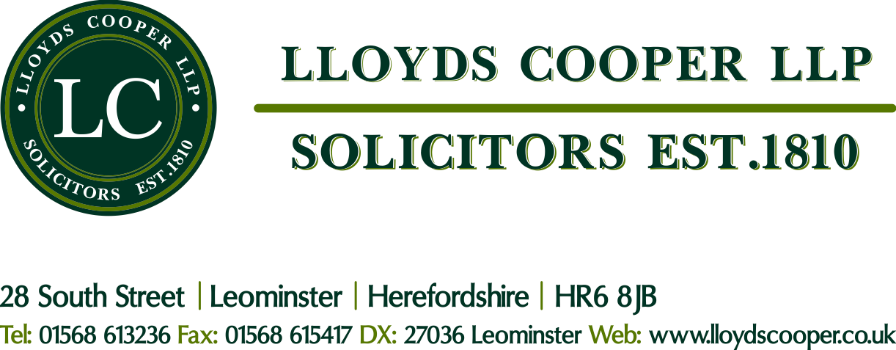 LLOYDS COOPER LLP
LC
SOLICITORS EST.1810
LLOYDS COOPER LLP
SOLICITORS EST.1810
28 South Street | Leominster | Herefordshire | HR6 8JB
Tel: 01568 613236 Fax: 01568 615417 DX: 27036 Leominster Web: www.lloydscooper.co.uk